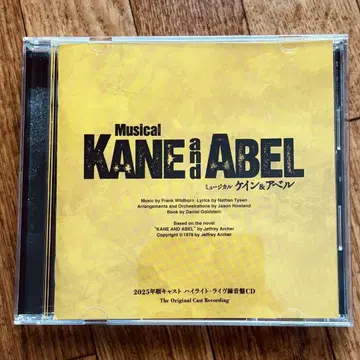 Musical
KANE and ABEL
ミュージカル ケイン&アベル
Music by Frank Wildhorn Lyrics by Nathan Tysen
Arrangements and Orchestrations by Jason Howland
Book by Daniel Goldstein
Based on the novel
"KANE AND ABEL" by Jeffrey Archer
Copyright © 1979 by Jeffrey Archer
2025年版キャスト ハイライト・ライヴ録音盤CD
The Original Cast Recording